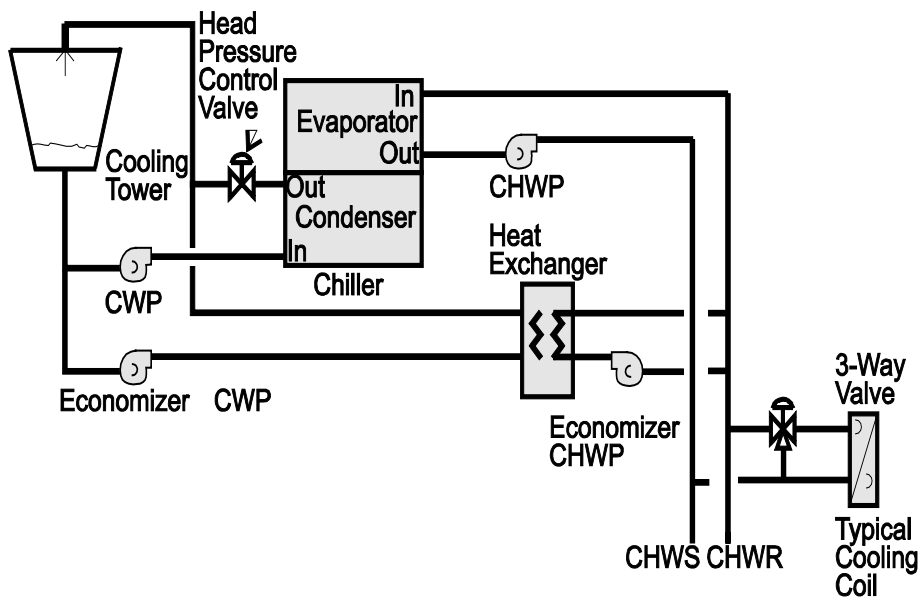 Head
Pressure
Control
Valve
In
Evaporator
Out
Cooling
Tower
CHWP
Out
Condenser
In
Chiller
Heat
Exchanger
CWP
Economizer CWP
3-Way
Valve
Economizer
CHWP
Typical
Cooling
Coil
CHWS CHWR